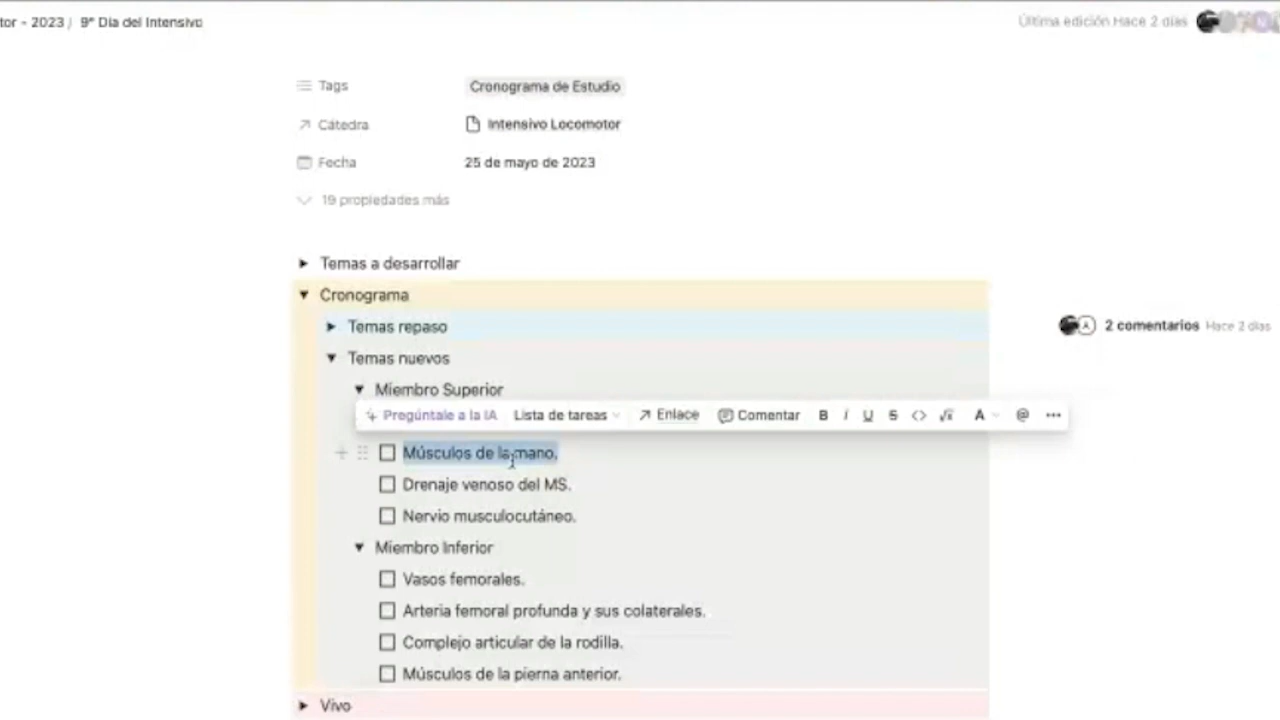 tor - 2023 / 9° Día del Intensivo
Última edición Hace 2 días
Tags Cronograma de Estudio
Cátedra Intensivo Locomotor
Fecha 25 de mayo de 2023
19 propiedades más
Temas a desarrollar
Cronograma
Temas repaso
2 comentarios Hace 2 días
Temas nuevos
Miembro Superior
Pregúntale a la IA Lista de tareas Enlace Comentar B i U S <> √x A @ •••
Músculos de la mano.
Drenaje venoso del MS.
Nervio musculocutáneo.
Miembro Inferior
Vasos femorales.
Arteria femoral profunda y sus colaterales.
Complejo articular de la rodilla.
Músculos de la pierna anterior.
Vivo